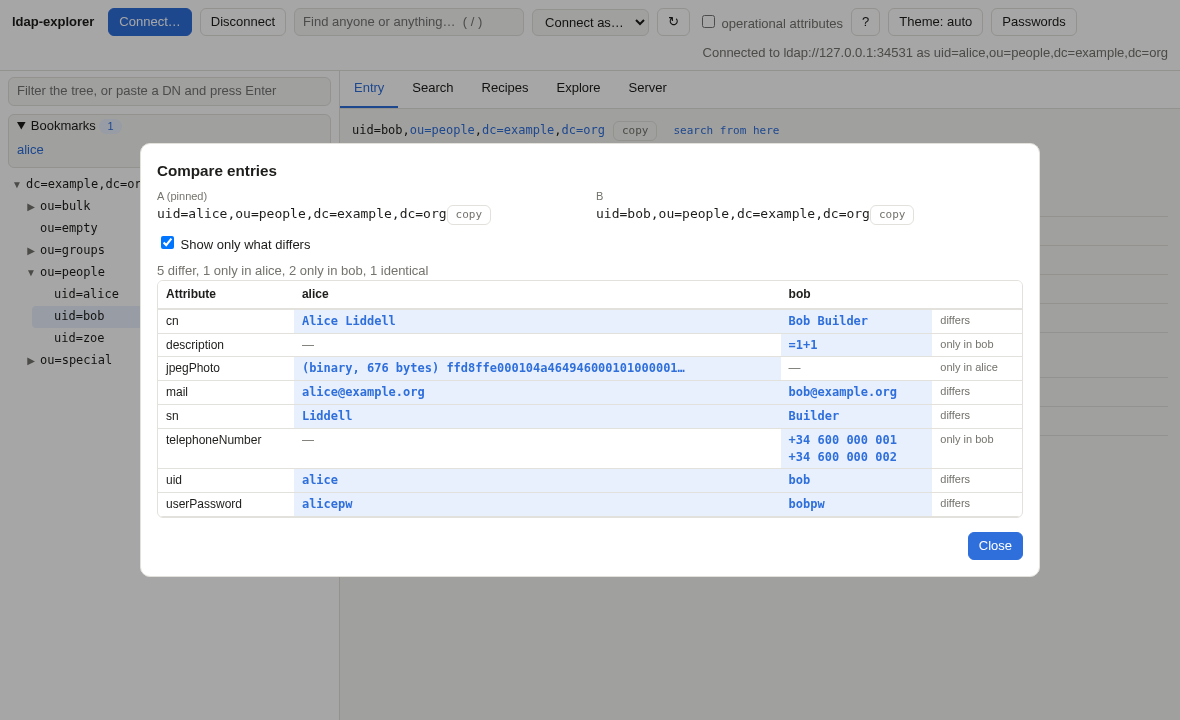 ldap-explorer
Connect…
Disconnect
Find anyone or anything… ( / )
Connect as…
↻
operational attributes
?
Theme: auto
Passwords
Connected to ldap://127.0.0.1:34531 as uid=alice,ou=people,dc=example,dc=org
Filter the tree, or paste a DN and press Enter
Entry
Search
Recipes
Explore
Server
▼ Bookmarks 1
alice
uid=bob,ou=people,dc=example,dc=org copy search from here
▼ dc=example,dc=or
▶ ou=bulk
ou=empty
▶ ou=groups
▼ ou=people
uid=alice
uid=bob
uid=zoe
▶ ou=special
Compare entries
A (pinned)
uid=alice,ou=people,dc=example,dc=org copy
B
uid=bob,ou=people,dc=example,dc=org copy
Show only what differs
5 differ, 1 only in alice, 2 only in bob, 1 identical
Attribute alice bob
cn Alice Liddell Bob Builder differs
description — =1+1 only in bob
jpegPhoto (binary, 676 bytes) ffd8ffe000104a464946000101000001… — only in alice
mail alice@example.org bob@example.org differs
sn Liddell Builder differs
telephoneNumber — +34 600 000 001 only in bob
+34 600 000 002
uid alice bob differs
userPassword alicepw bobpw differs
Close